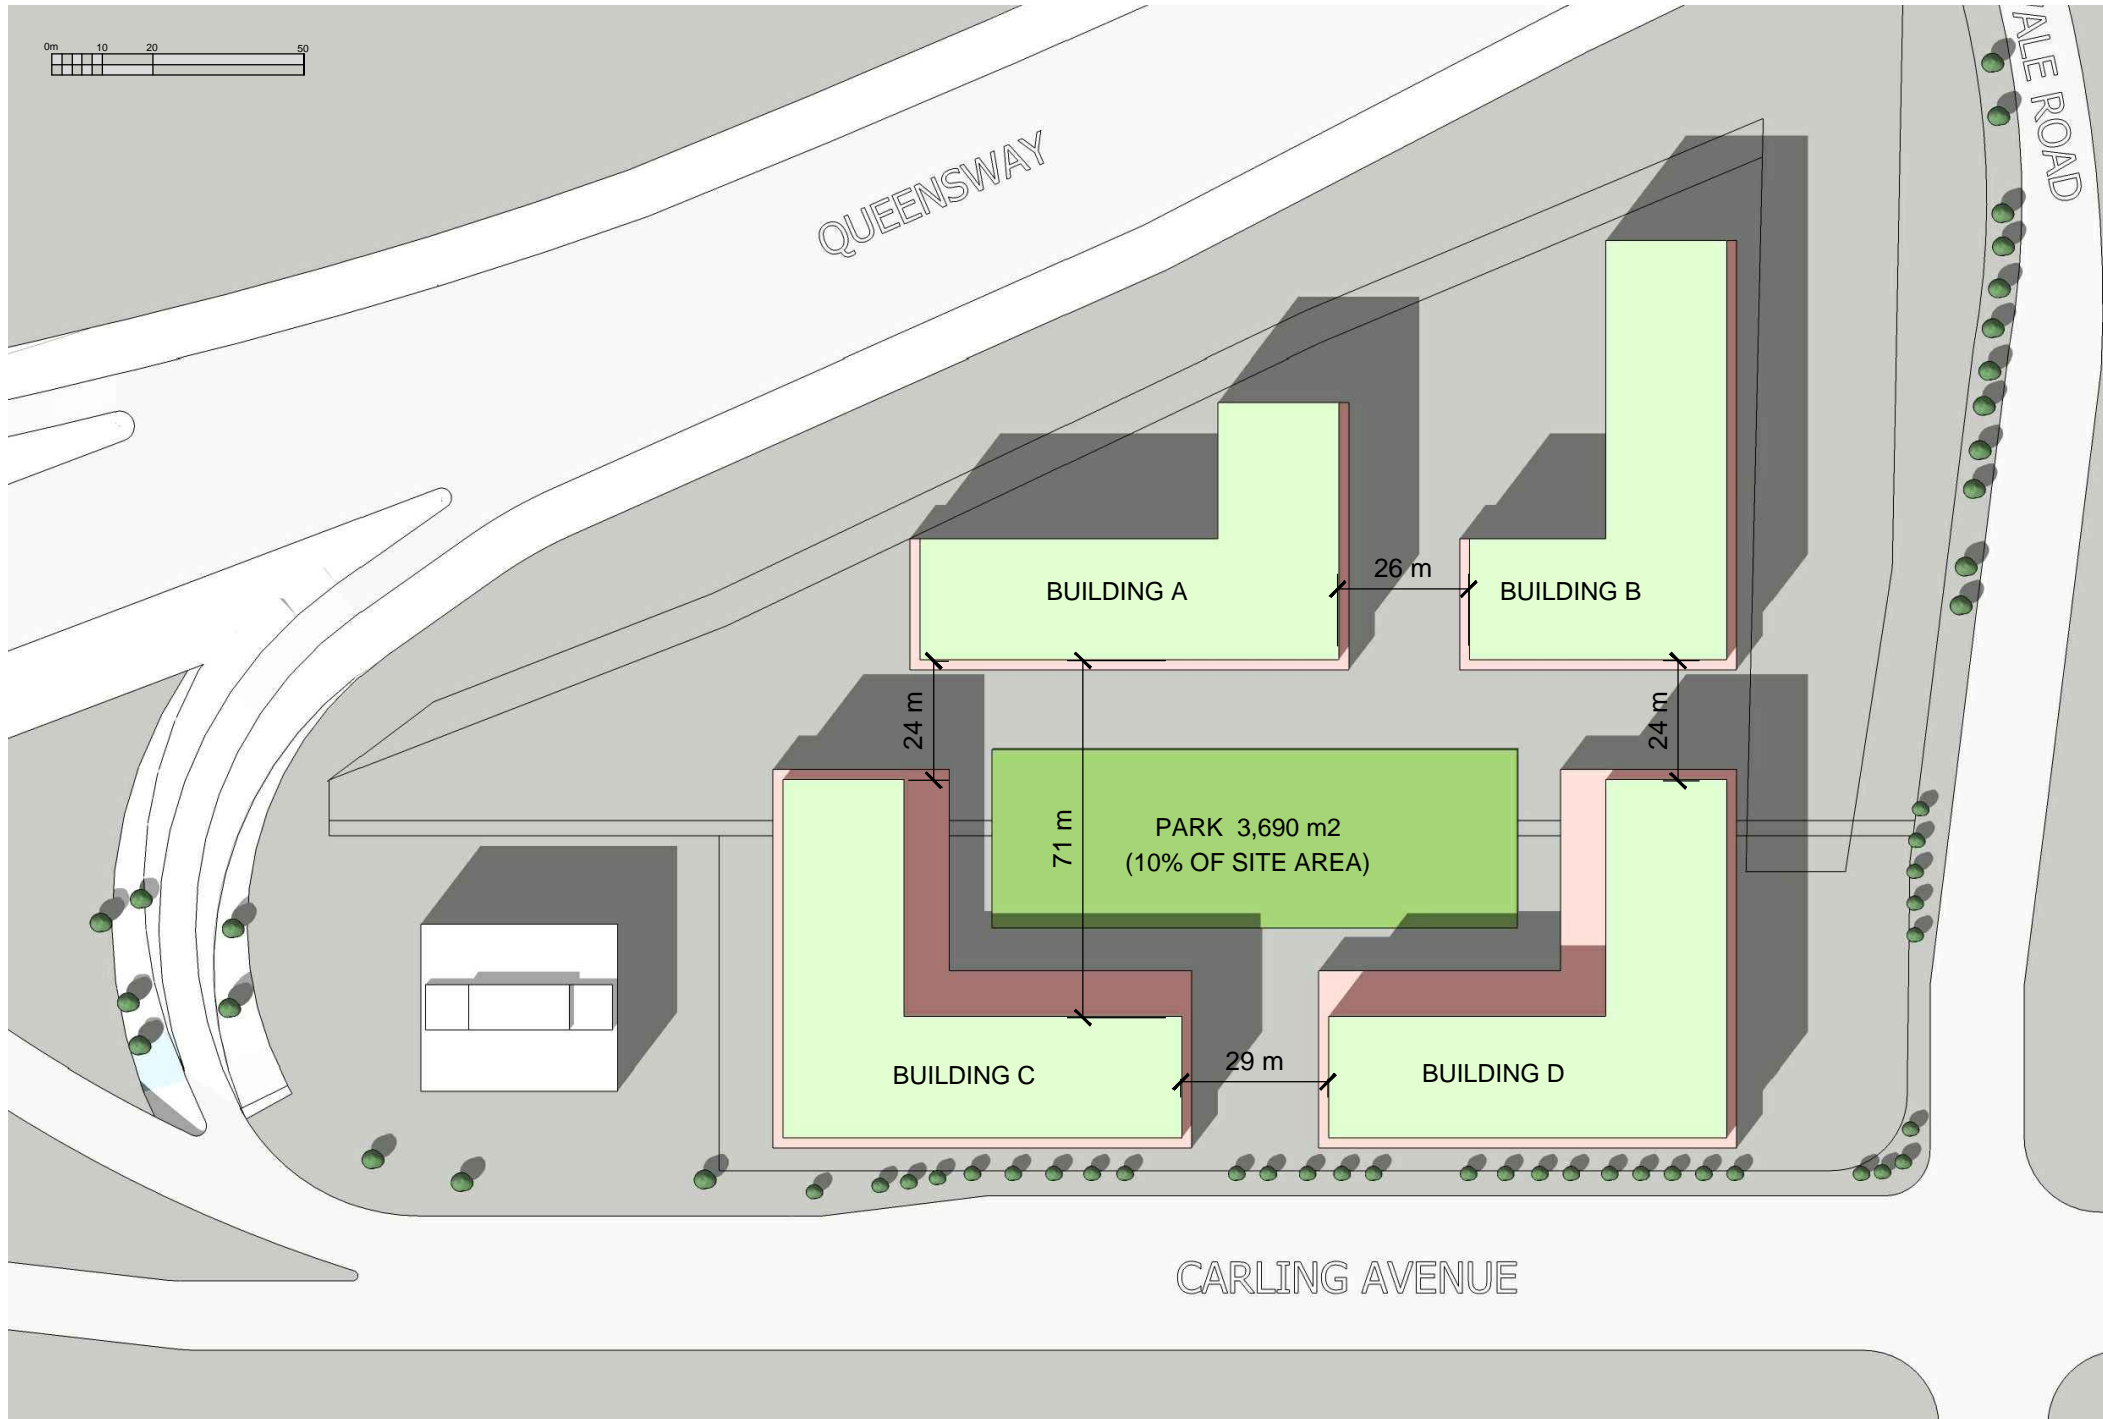 0m 10 20 50
VALE ROAD
QUEENSWAY
26 m
BUILDING A
BUILDING B
24 m
24 m
71 m
PARK 3,690 m2
(10% OF SITE AREA)
29 m
BUILDING C
BUILDING D
CARLING AVENUE